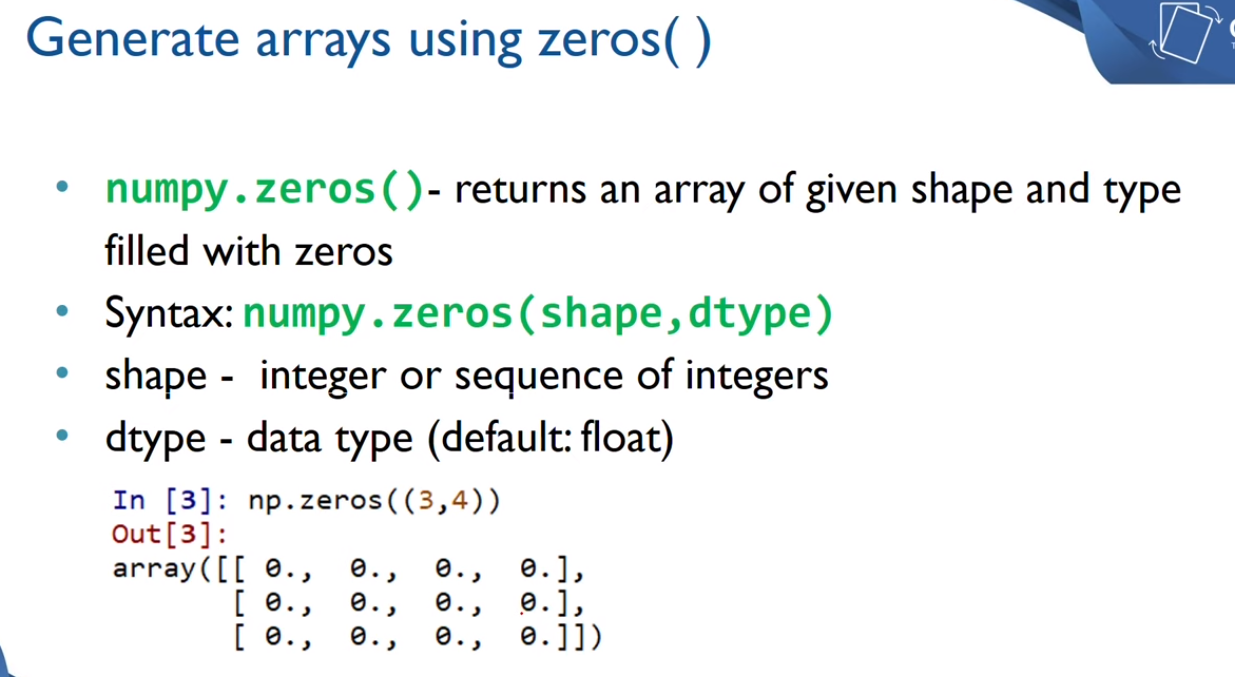 Generate arrays using zeros( )
• numpy.zeros()- returns an array of given shape and type
filled with zeros
• Syntax: numpy.zeros(shape,dtype)
• shape -  integer or sequence of integers
• dtype - data type (default: float)
In [3]: np.zeros((3,4))
Out[3]:
array([[ 0.,  0.,  0.,  0.],
       [ 0.,  0.,  0.,  0.],
       [ 0.,  0.,  0.,  0.]])